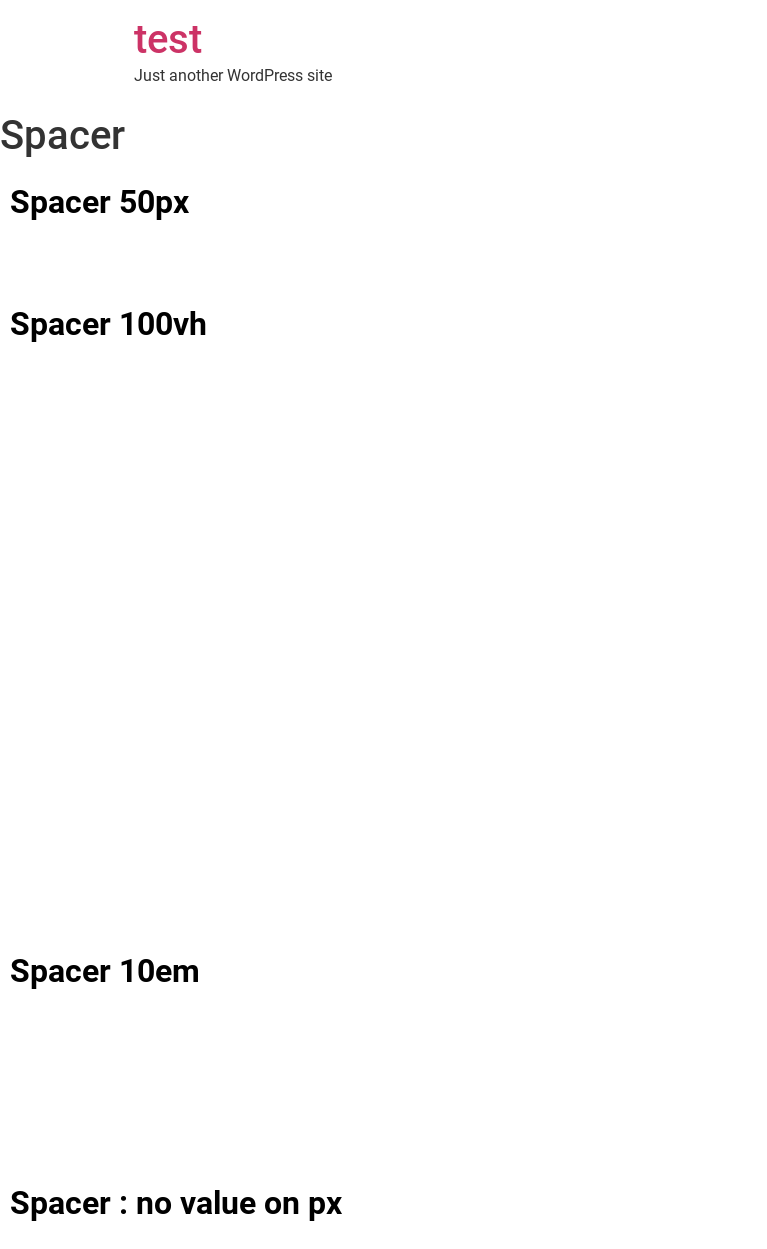 test
Just another WordPress site
Spacer
Spacer 50px
Spacer 100vh
Spacer 10em
Spacer : no value on px